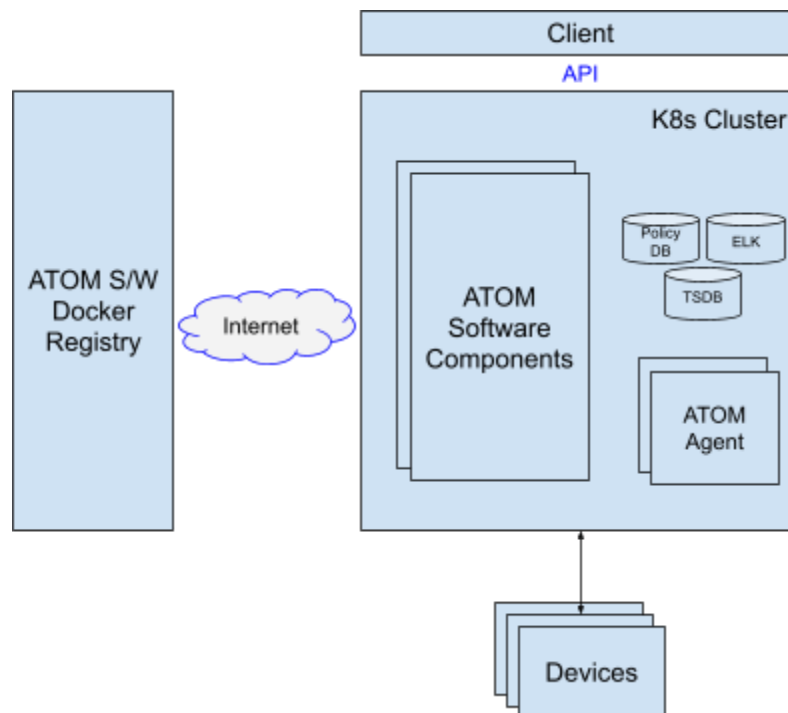 Client
API
K8s Cluster
ATOM S/W
Docker
Registry
Internet
ATOM
Software
Components
Policy
DB
ELK
TSDB
ATOM
Agent
Devices